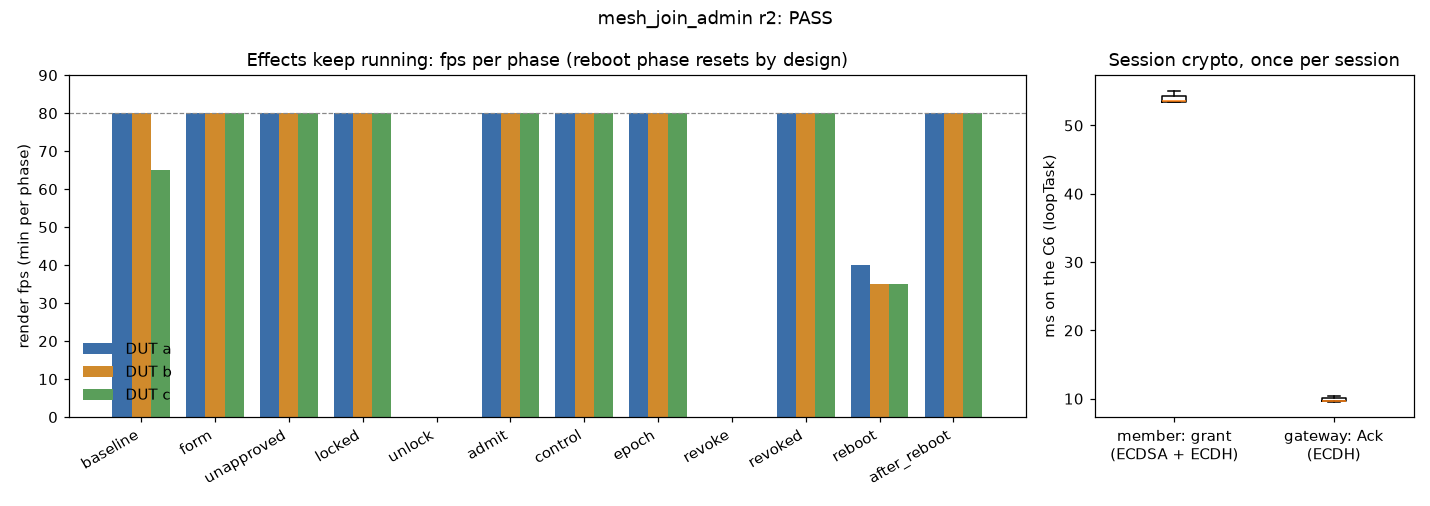 mesh_join_admin r2: PASS
Effects keep running: fps per phase (reboot phase resets by design)
render fps (min per phase)
90
80
70
60
50
40
30
20
10
0
DUT a
DUT b
DUT c
baseline
form
unapproved
locked
unlock
admit
control
epoch
revoke
revoked
reboot
after_reboot
Session crypto, once per session
ms on the C6 (loopTask)
50
40
30
20
10
member: grant
(ECDSA + ECDH)
gateway: Ack
(ECDH)